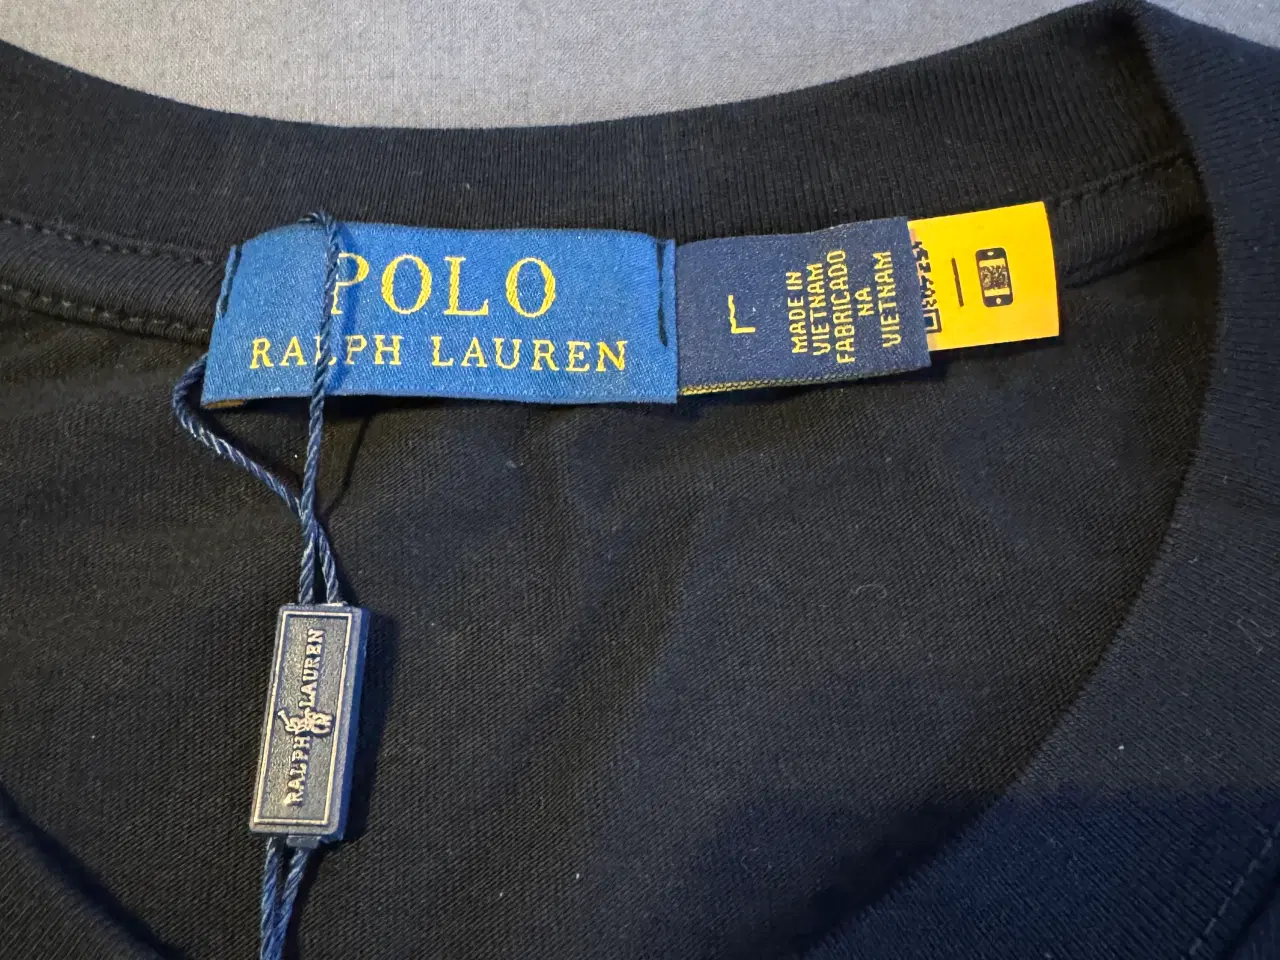 POLO
RALPH LAUREN
L
MADE IN
VIETNAM
FABRICADO
NA
VIETNAM
RALPH LAUREN